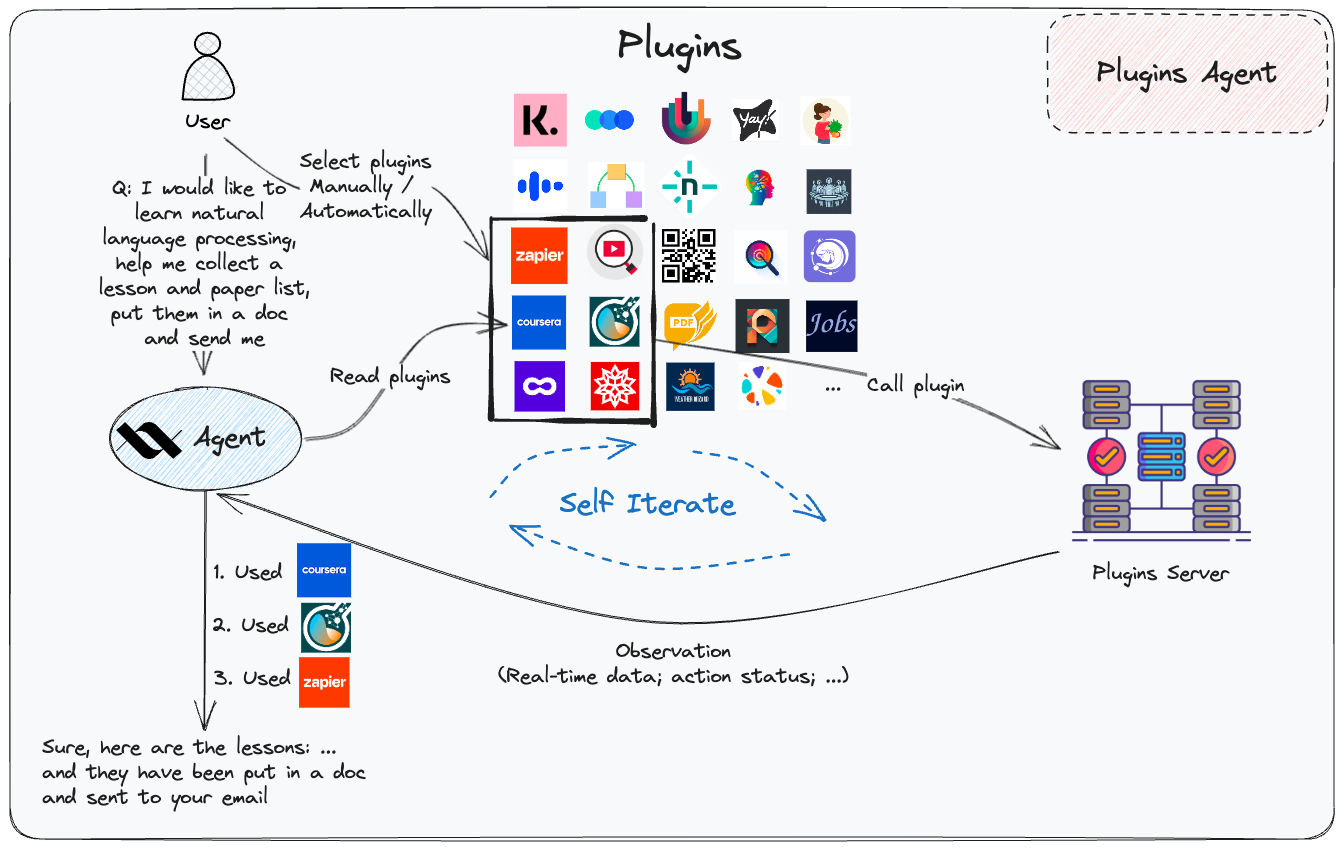 Plugins
Plugins Agent
User
Select plugins
Manually /
Automatically
Q: I would like to
learn natural
language processing,
help me collect a
lesson and paper list,
put them in a doc
and send me
K.
Yay!
n
zapier
coursera
PDF
R
Jobs
WEATHER WIZARD
...
Read plugins
Call plugin
Agent
Self Iterate
Plugins Server
1. Used coursera
2. Used
3. Used zapier
Observation
(Real-time data; action status; ...)
Sure, here are the lessons: ...
and they have been put in a doc
and sent to your email